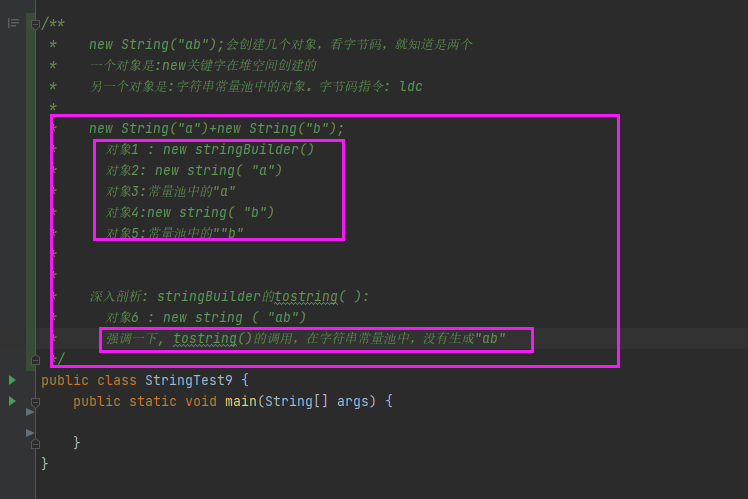 /**
*    new String("ab");会创建几个对象，看字节码，就知道是两个
*    一个对象是:new关键字在堆空间创建的
*    另一个对象是:字符串常量池中的对象。字节码指令: ldc
*
*    new String("a")+new String("b");
*      对象1 : new stringBuilder()
*      对象2: new string( "a")
*      对象3:常量池中的"a"
*      对象4:new string( "b")
*      对象5:常量池中的""b"
*
*
*    深入剖析: stringBuilder的tostring( ):
*      对象6 : new string ( "ab")
*      强调一下, tostring()的调用，在字符串常量池中，没有生成"ab"
*/
public class StringTest9 {
    public static void main(String[] args) {
    }
}